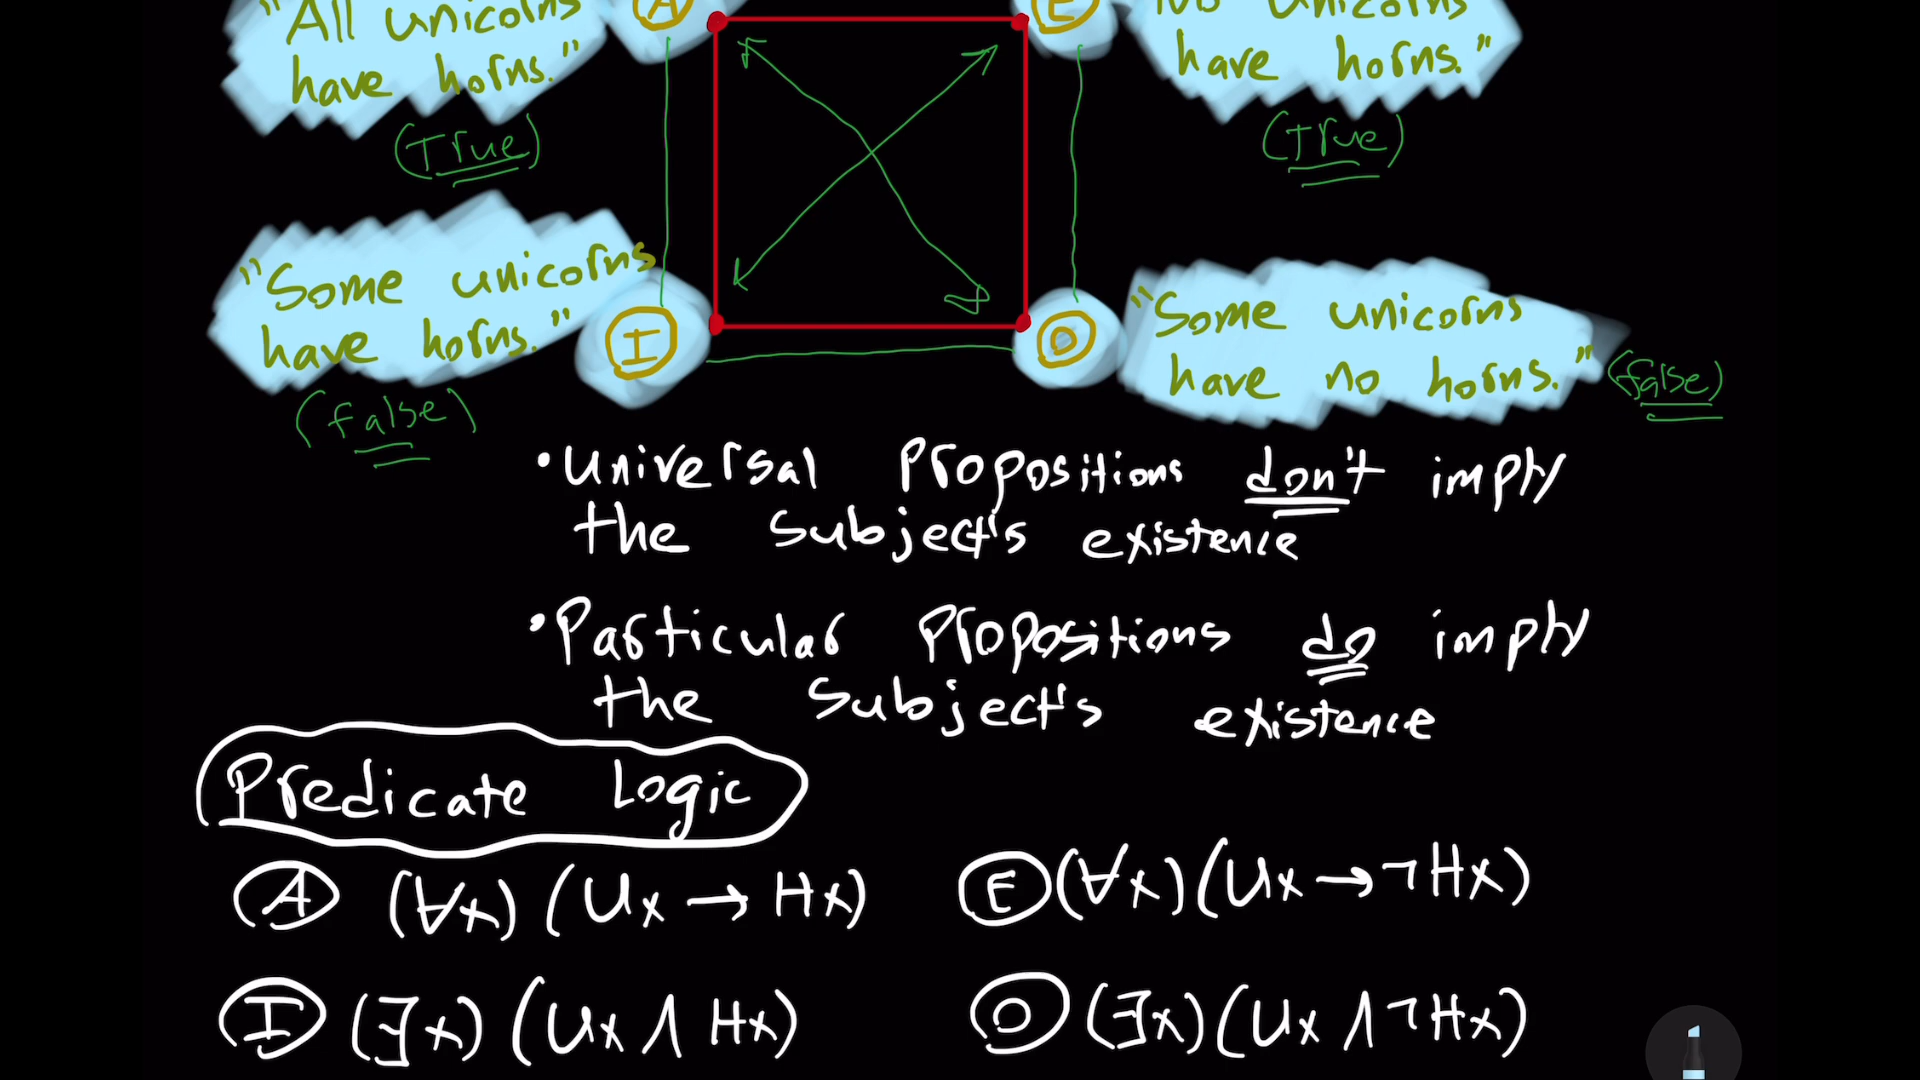 "All unicorns
have horns."
(True)
A
E
"No unicorns
have horns."
(True)
"Some unicorns
have horns."
(false)
I
O
"Some unicorns
have no horns."
(false)
• Universal Propositions don't imply
the subject's existence
• Particular Propositions do imply
the subject's existence
Predicate Logic
A (∀x) (Ux → Hx)
E (∀x) (Ux → ¬Hx)
I (∃x) (Ux ∧ Hx)
O (∃x) (Ux ∧ ¬Hx)